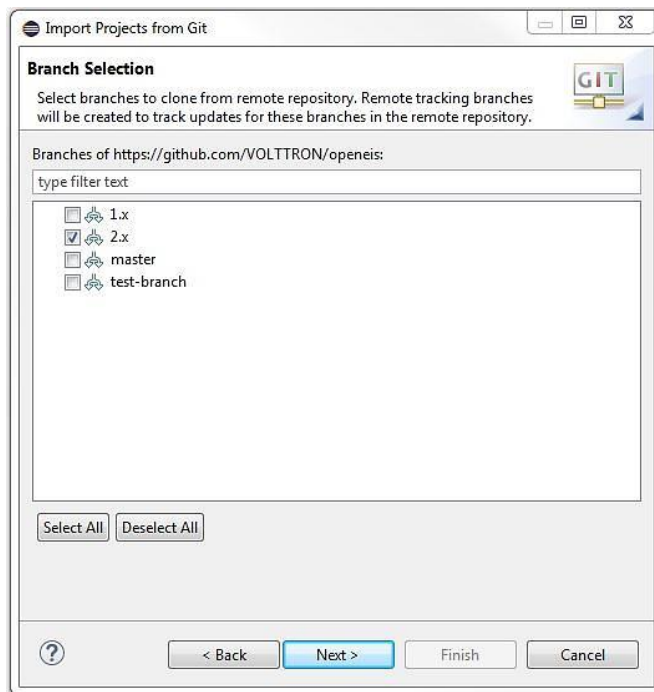 Import Projects from Git
Branch Selection
GIT
Select branches to clone from remote repository. Remote tracking branches
will be created to track updates for these branches in the remote repository.
Branches of https://github.com/VOLTTRON/openeis:
type filter text
1.x
2.x
master
test-branch
Select All Deselect All
? < Back Next > Finish Cancel